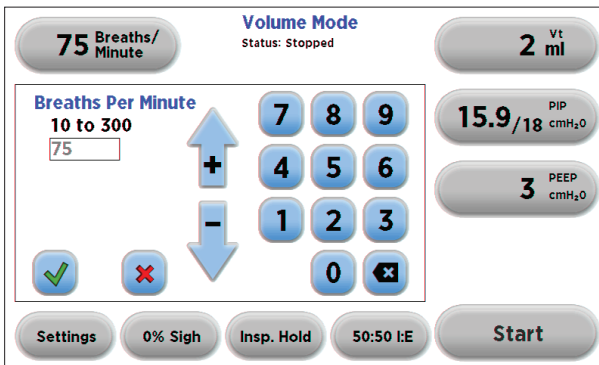 75 Breaths/
Minute
Volume Mode
Status: Stopped
2 Vt
ml
Breaths Per Minute
10 to 300
75
+
−
7 8 9
4 5 6
1 2 3
0
15.9/18 PIP
cmH₂O
3 PEEP
cmH₂O
Settings
0% Sigh
Insp. Hold
50:50 I:E
Start